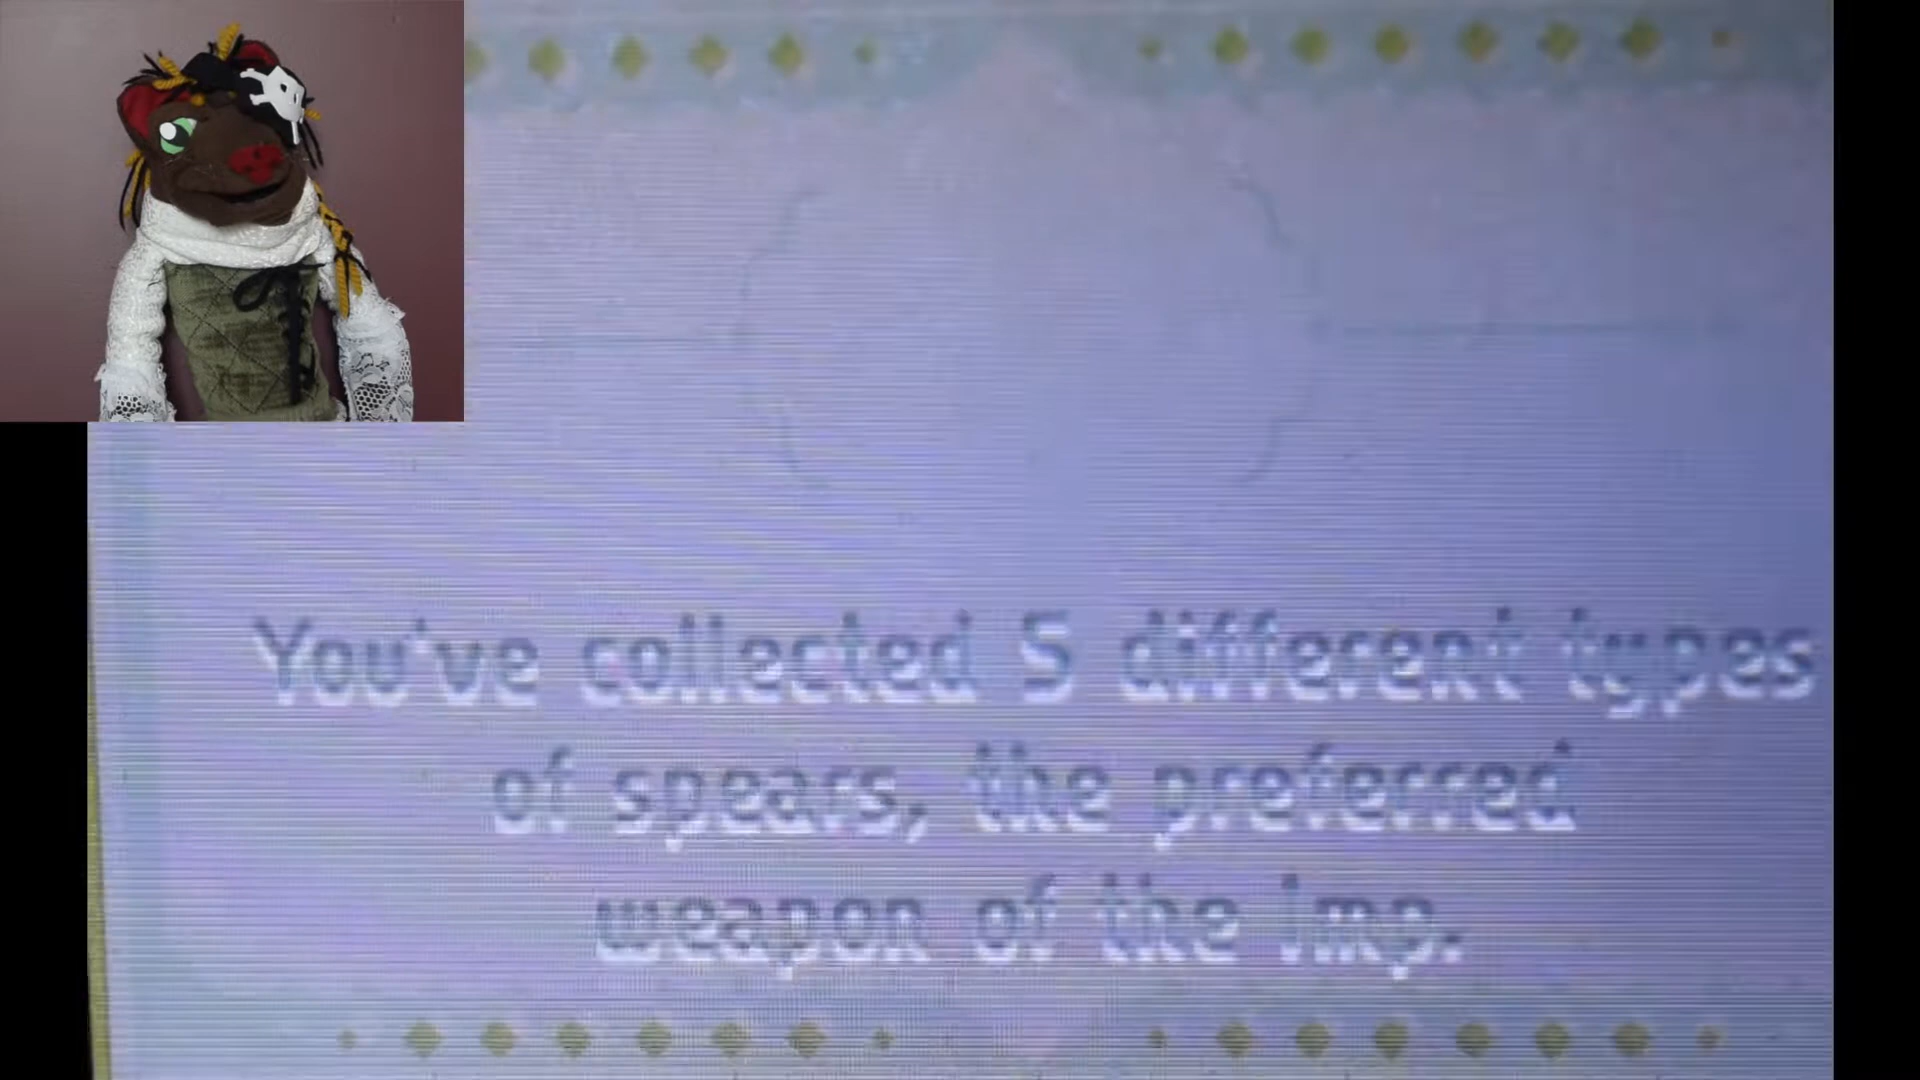 You've collected 5 different types
of spears, the preferred
weapon of the Imp.